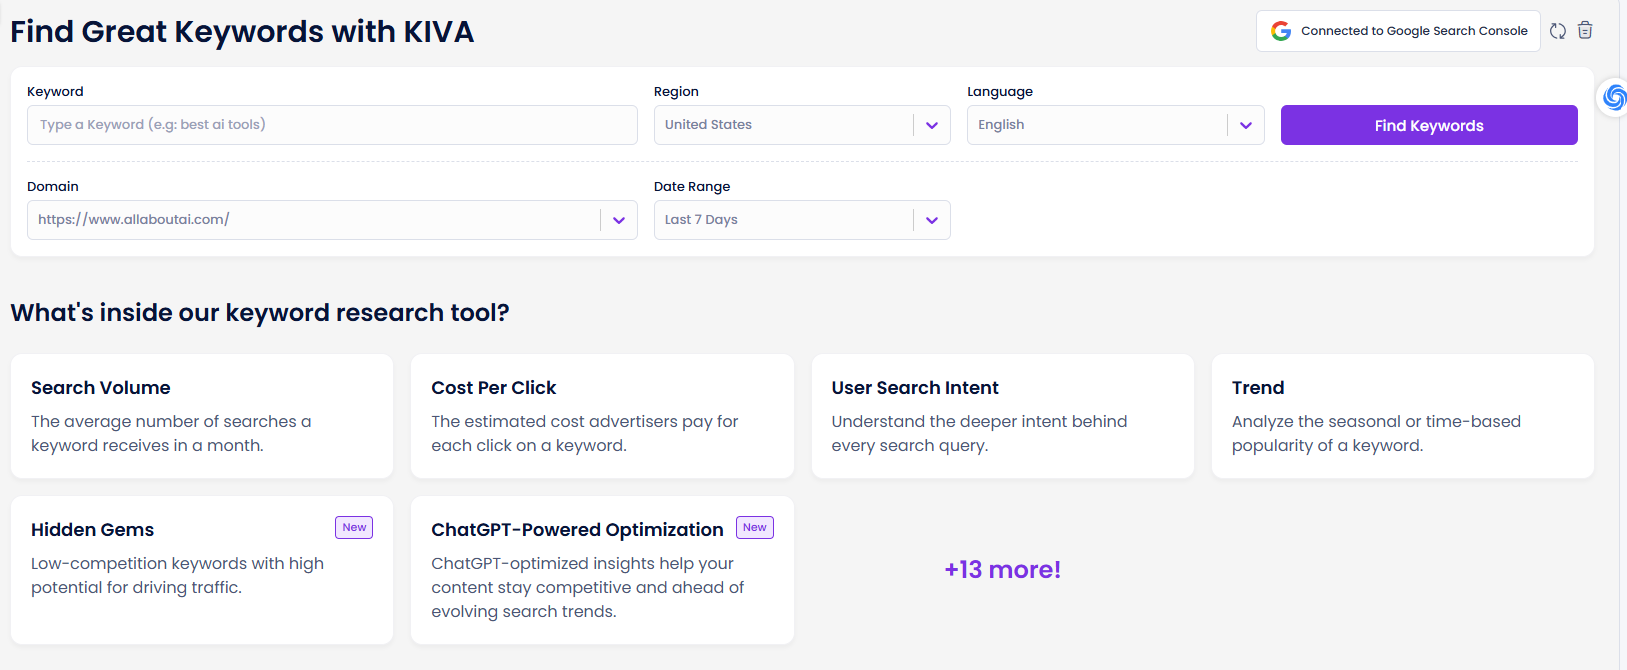 Find Great Keywords with KIVA
Connected to Google Search Console
Keyword
Region
Language
Type a Keyword (e.g: best ai tools)
United States
English
Find Keywords
Domain
Date Range
https://www.allaboutai.com/
Last 7 Days
What's inside our keyword research tool?
Search Volume
The average number of searches a
keyword receives in a month.
Cost Per Click
The estimated cost advertisers pay for
each click on a keyword.
User Search Intent
Understand the deeper intent behind
every search query.
Trend
Analyze the seasonal or time-based
popularity of a keyword.
Hidden Gems
New
Low-competition keywords with high
potential for driving traffic.
ChatGPT-Powered Optimization
New
ChatGPT-optimized insights help your
content stay competitive and ahead of
evolving search trends.
+13 more!